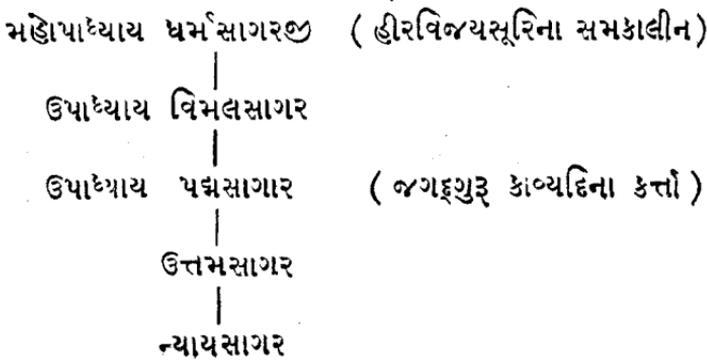 મહોપાધ્યાય ધર્મસાગરજી ( હીરવિજયસૂરિના સમકાલીન )
ઉપાધ્યાય વિમલસાગર
ઉપાધ્યાય પદ્મસાગાર ( જગદ્ગુરૂ કાવ્યદિના કર્ત્તા )
ઉત્તમસાગર
ન્યાયસાગર